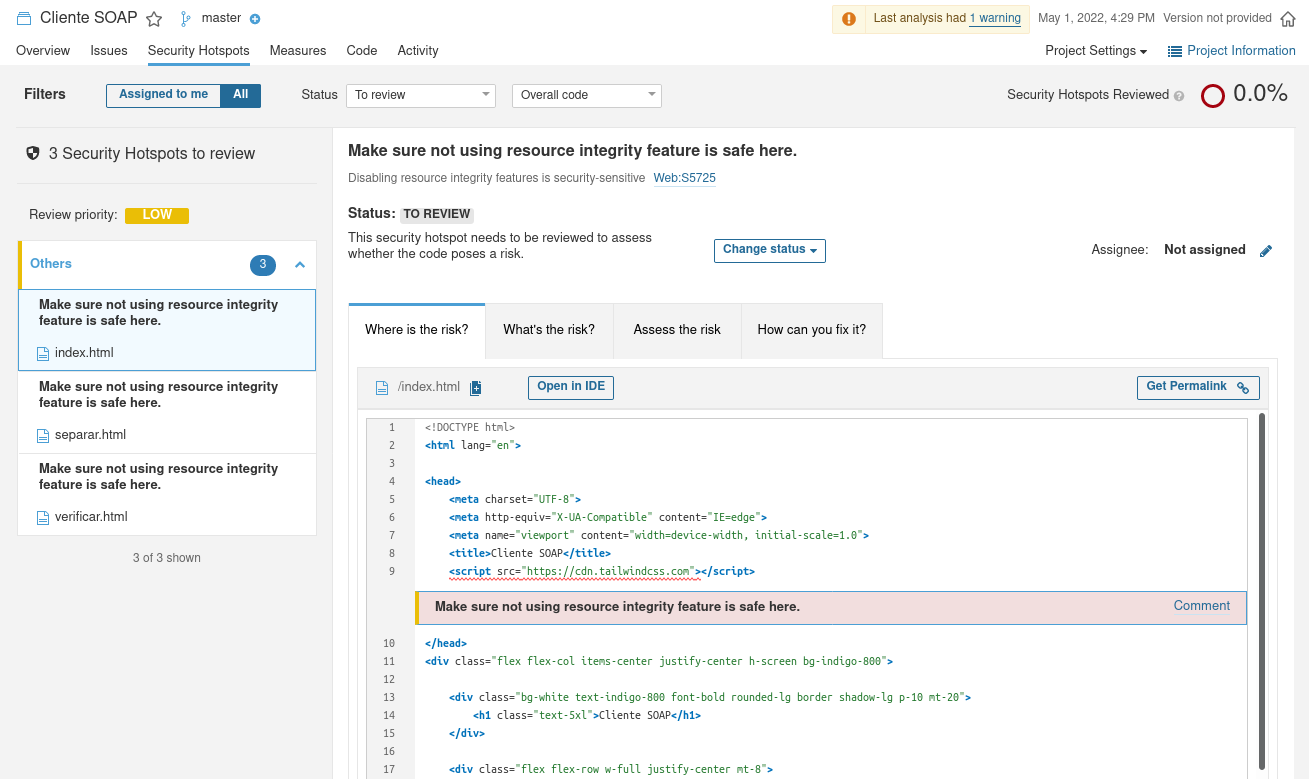 Cliente SOAP master Last analysis had 1 warning May 1, 2022, 4:29 PM Version not provided
Overview Issues Security Hotspots Measures Code Activity Project Settings Project Information
Filters Assigned to me All Status To review Overall code Security Hotspots Reviewed ? 0.0%
3 Security Hotspots to review
Review priority: LOW
Others 3
Make sure not using resource integrity
feature is safe here.
index.html
Make sure not using resource integrity
feature is safe here.
separar.html
Make sure not using resource integrity
feature is safe here.
verificar.html
3 of 3 shown
Make sure not using resource integrity feature is safe here.
Disabling resource integrity features is security-sensitive Web:S5725
Status: TO REVIEW
This security hotspot needs to be reviewed to assess
whether the code poses a risk.
Change status
Assignee: Not assigned
Where is the risk? What's the risk? Assess the risk How can you fix it?
/index.html Open in IDE Get Permalink
1 <!DOCTYPE html>
2 <html lang="en">
3
4 <head>
5 <meta charset="UTF-8">
6 <meta http-equiv="X-UA-Compatible" content="IE=edge">
7 <meta name="viewport" content="width=device-width, initial-scale=1.0">
8 <title>Cliente SOAP</title>
9 <script src="https://cdn.tailwindcss.com"></script>
Make sure not using resource integrity feature is safe here. Comment
10 </head>
11 <div class="flex flex-col items-center justify-center h-screen bg-indigo-800">
12
13 <div class="bg-white text-indigo-800 font-bold rounded-lg border shadow-lg p-10 mt-20">
14 <h1 class="text-5xl">Cliente SOAP</h1>
15 </div>
16
17 <div class="flex flex-row w-full justify-center mt-8">